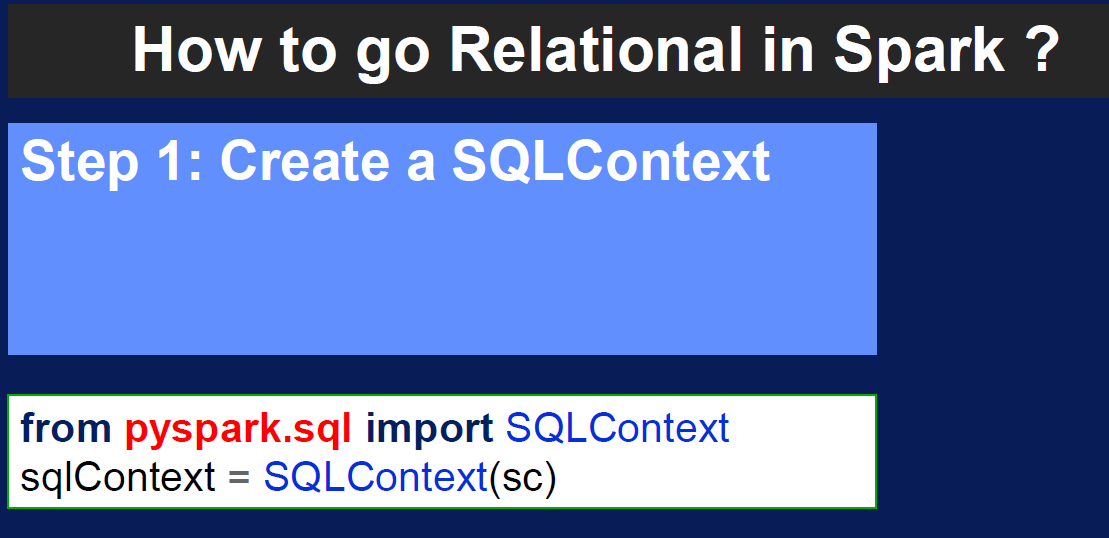 How to go Relational in Spark ?
Step 1: Create a SQLContext
from pyspark.sql import SQLContext
sqlContext = SQLContext(sc)